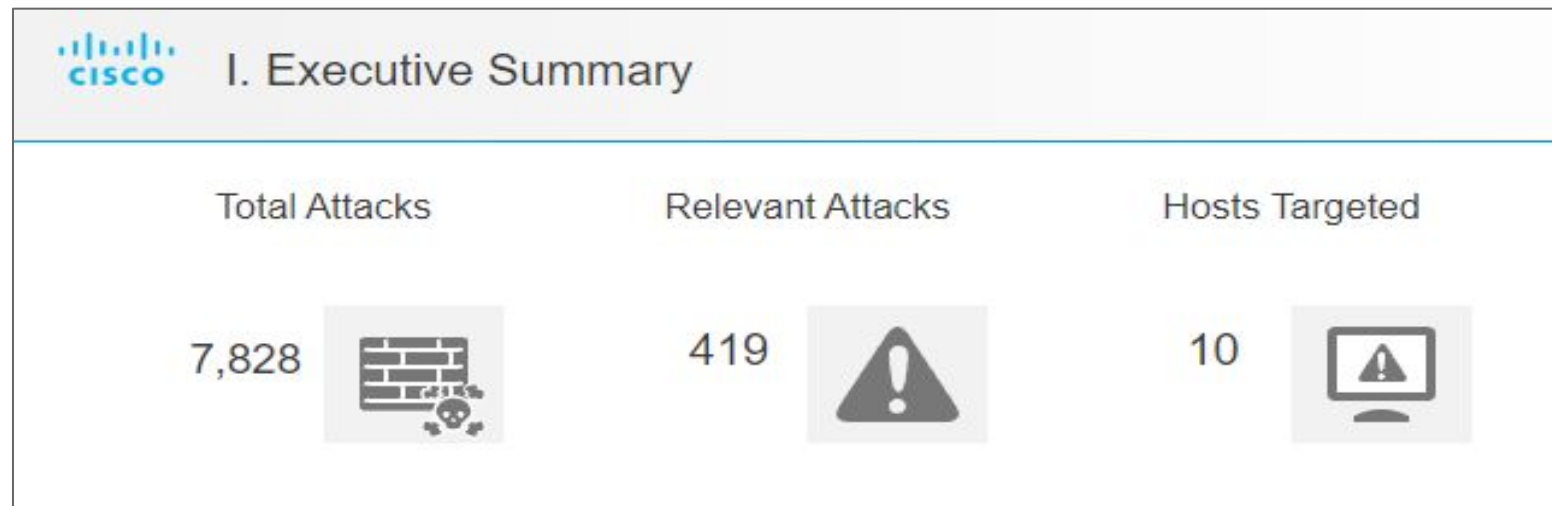 CISCO
I. Executive Summary
Total Attacks
Relevant Attacks
Hosts Targeted
7,828
419
10